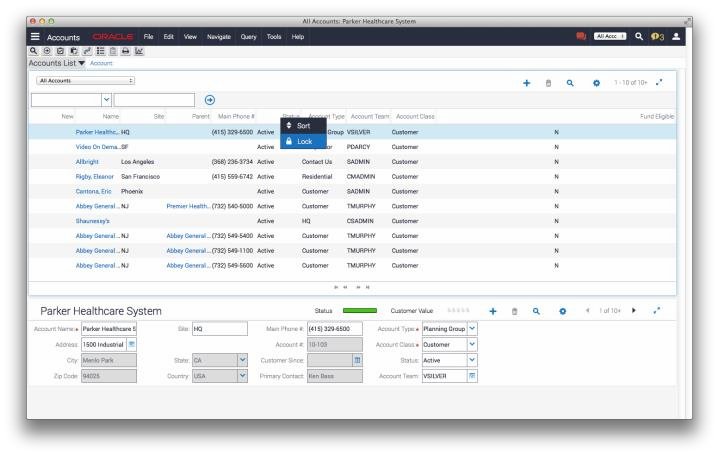 All Accounts: Parker Healthcare System
Accounts ORACLE File Edit View Navigate Query Tools Help All Acc 3
Accounts List Account
All Accounts 1 - 10 of 10+
New Name Site Parent Main Phone # Status Account Type Account Team Account Class Fund Eligible
Sort
Lock
Parker Healthc... HQ (415) 329-6500 Active Group VSILVER Customer N
Video On Dema... SF Active PDARCY Customer N
Allbright Los Angeles (368) 236-3734 Active Contact Us SADMIN Customer N
Rigby, Eleanor San Francisco (415) 559-6742 Active Residential CMADMIN Customer N
Cantona, Eric Phoenix Active Customer SADMIN Customer N
Abbey General ... NJ Premier Health... (732) 540-5000 Active Customer TMURPHY Customer N
Shaunessy's Active HQ CSADMIN Customer N
Abbey General ... NJ Abbey General ... (732) 549-5400 Active Customer TMURPHY Customer N
Abbey General ... NJ Abbey General ... (732) 549-1100 Active Customer TMURPHY Customer N
Abbey General ... NJ Abbey General ... (732) 549-5600 Active Customer TMURPHY Customer N
Parker Healthcare System Status Customer Value 1 of 10+
Account Name: Parker Healthcare S Site: HQ Main Phone #: (415) 329-6500 Account Type: Planning Group
Address: 1500 Industrial Account #: 10-103 Account Class: Customer
City: Menlo Park State: CA Customer Since: Status: Active
Zip Code: 94025 Country: USA Primary Contact: Ken Bass Account Team: VSILVER